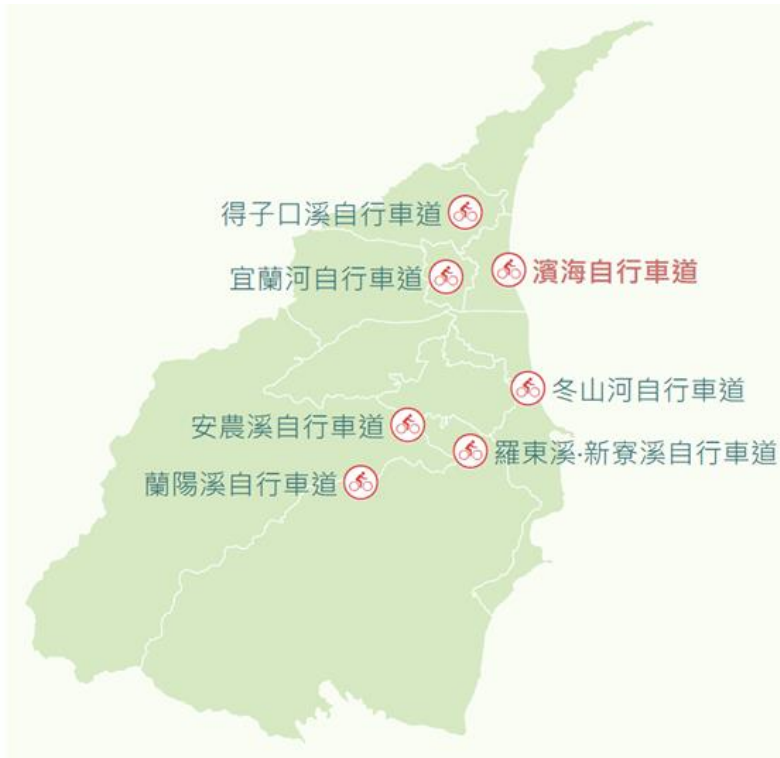 得子口溪自行車道
宜蘭河自行車道
濱海自行車道
冬山河自行車道
安農溪自行車道
羅東溪·新寮溪自行車道
蘭陽溪自行車道